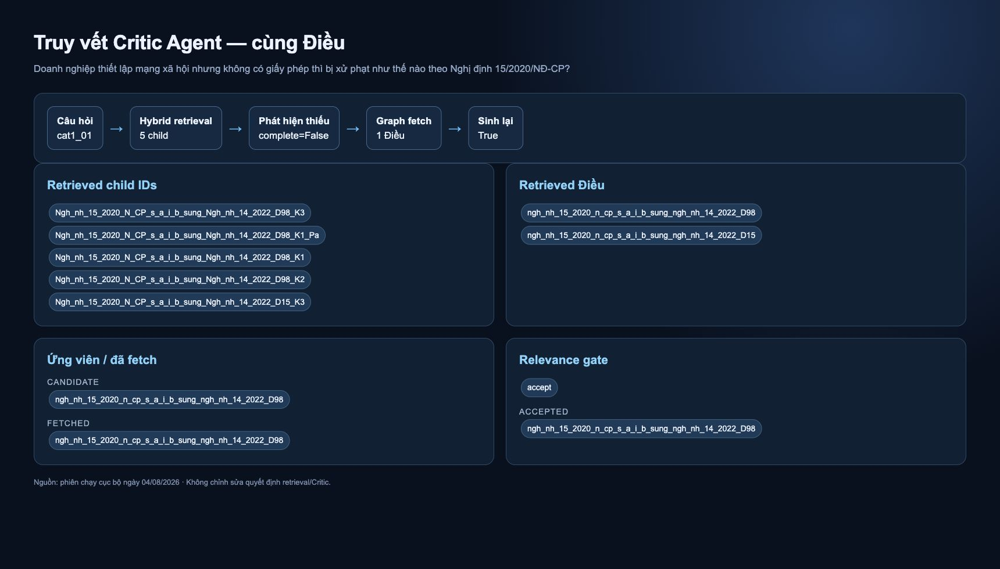 Truy vết Critic Agent — cùng Điều
Doanh nghiệp thiết lập mạng xã hội nhưng không có giấy phép thì bị xử phạt như thế nào theo Nghị định 15/2020/NĐ-CP?
Câu hỏi
cat1_01
→
Hybrid retrieval
5 child
→
Phát hiện thiếu
complete=False
→
Graph fetch
1 Điều
→
Sinh lại
True
Retrieved child IDs
Ngh_nh_15_2020_N_CP_s_a_i_b_sung_Ngh_nh_14_2022_D98_K3
Ngh_nh_15_2020_N_CP_s_a_i_b_sung_Ngh_nh_14_2022_D98_K1_Pa
Ngh_nh_15_2020_N_CP_s_a_i_b_sung_Ngh_nh_14_2022_D98_K1
Ngh_nh_15_2020_N_CP_s_a_i_b_sung_Ngh_nh_14_2022_D98_K2
Ngh_nh_15_2020_N_CP_s_a_i_b_sung_Ngh_nh_14_2022_D15_K3
Retrieved Điều
ngh_nh_15_2020_n_cp_s_a_i_b_sung_ngh_nh_14_2022_D98
ngh_nh_15_2020_n_cp_s_a_i_b_sung_ngh_nh_14_2022_D15
Ứng viên / đã fetch
CANDIDATE
ngh_nh_15_2020_n_cp_s_a_i_b_sung_ngh_nh_14_2022_D98
FETCHED
ngh_nh_15_2020_n_cp_s_a_i_b_sung_ngh_nh_14_2022_D98
Relevance gate
accept
ACCEPTED
ngh_nh_15_2020_n_cp_s_a_i_b_sung_ngh_nh_14_2022_D98
Nguồn: phiên chạy cục bộ ngày 04/08/2026 · Không chỉnh sửa quyết định retrieval/Critic.